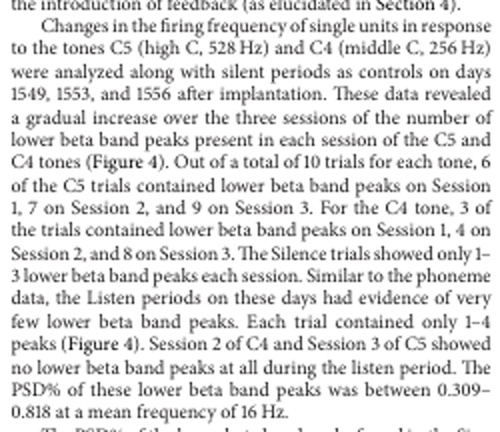 the introduction of feedback (as elucidated in Section 4).
Changes in the firing frequency of single units in response
to the tones C5 (high C, 528 Hz) and C4 (middle C, 256 Hz)
were analyzed along with silent periods as controls on days
1549, 1553, and 1556 after implantation. These data revealed
a gradual increase over the three sessions of the number of
lower beta band peaks present in each session of the C5 and
C4 tones (Figure 4). Out of a total of 10 trials for each tone, 6
of the C5 trials contained lower beta band peaks on Session
1, 7 on Session 2, and 9 on Session 3. For the C4 tone, 3 of
the trials contained lower beta band peaks on Session 1, 4 on
Session 2, and 8 on Session 3. The Silence trials showed only 1–
3 lower beta band peaks each session. Similar to the phoneme
data, the Listen periods on these days had evidence of very
few lower beta band peaks. Each trial contained only 1–4
peaks (Figure 4). Session 2 of C4 and Session 3 of C5 showed
no lower beta band peaks at all during the listen period. The
PSD% of these lower beta band peaks was between 0.309–
0.818 at a mean frequency of 16 Hz.